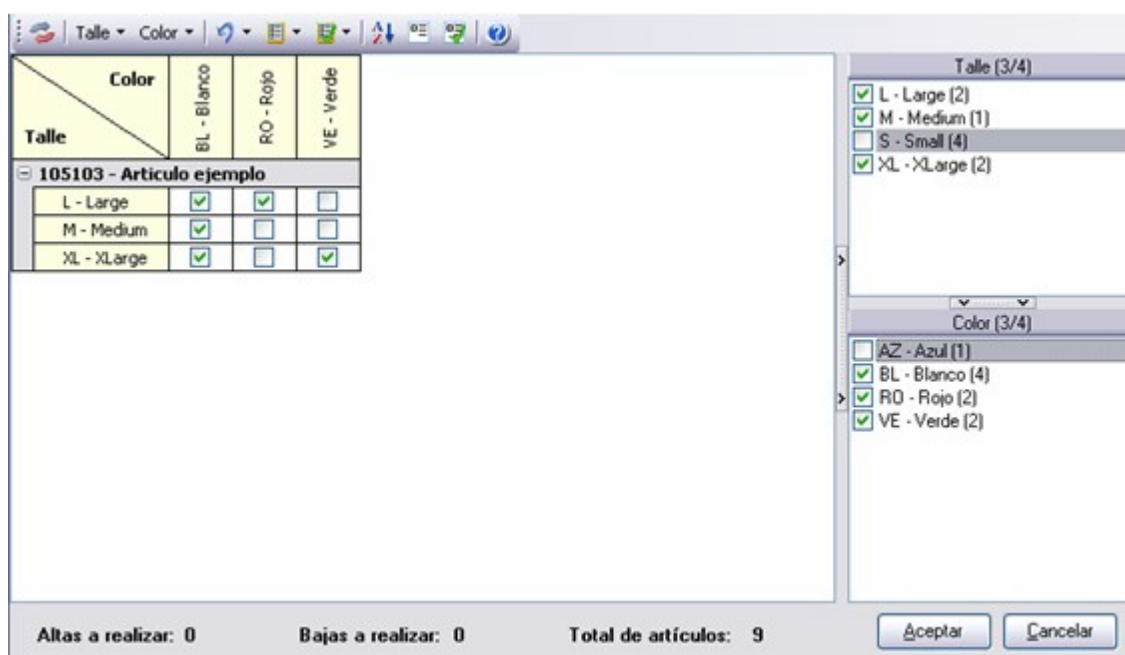 Talle Color
Color
Talle
BL - Blanco
RO - Rojo
VE - Verde
105103 - Articulo ejemplo
L - Large
M - Medium
XL - XLarge
Talle (3/4)
L - Large (2)
M - Medium (1)
S - Small (4)
XL - XLarge (2)
Color (3/4)
AZ - Azul (1)
BL - Blanco (4)
RO - Rojo (2)
VE - Verde (2)
Altas a realizar: 0 Bajas a realizar: 0 Total de artículos: 9 Aceptar Cancelar